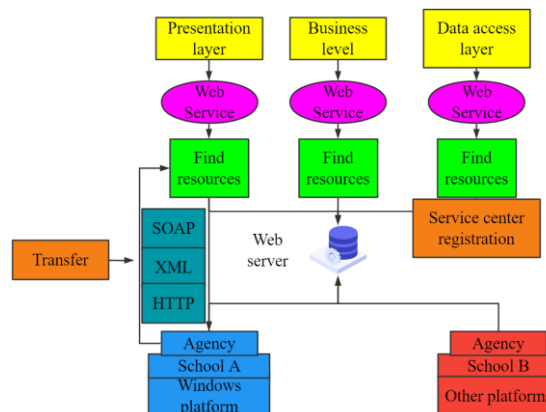 Presentation
layer
Business
level
Data access
layer
Web
Service
Web
Service
Web
Service
Find
resources
Find
resources
Find
resources
SOAP
XML
HTTP
Transfer
Web
server
Service center
registration
Agency
School A
Windows
platform
Agency
School B
Other platform